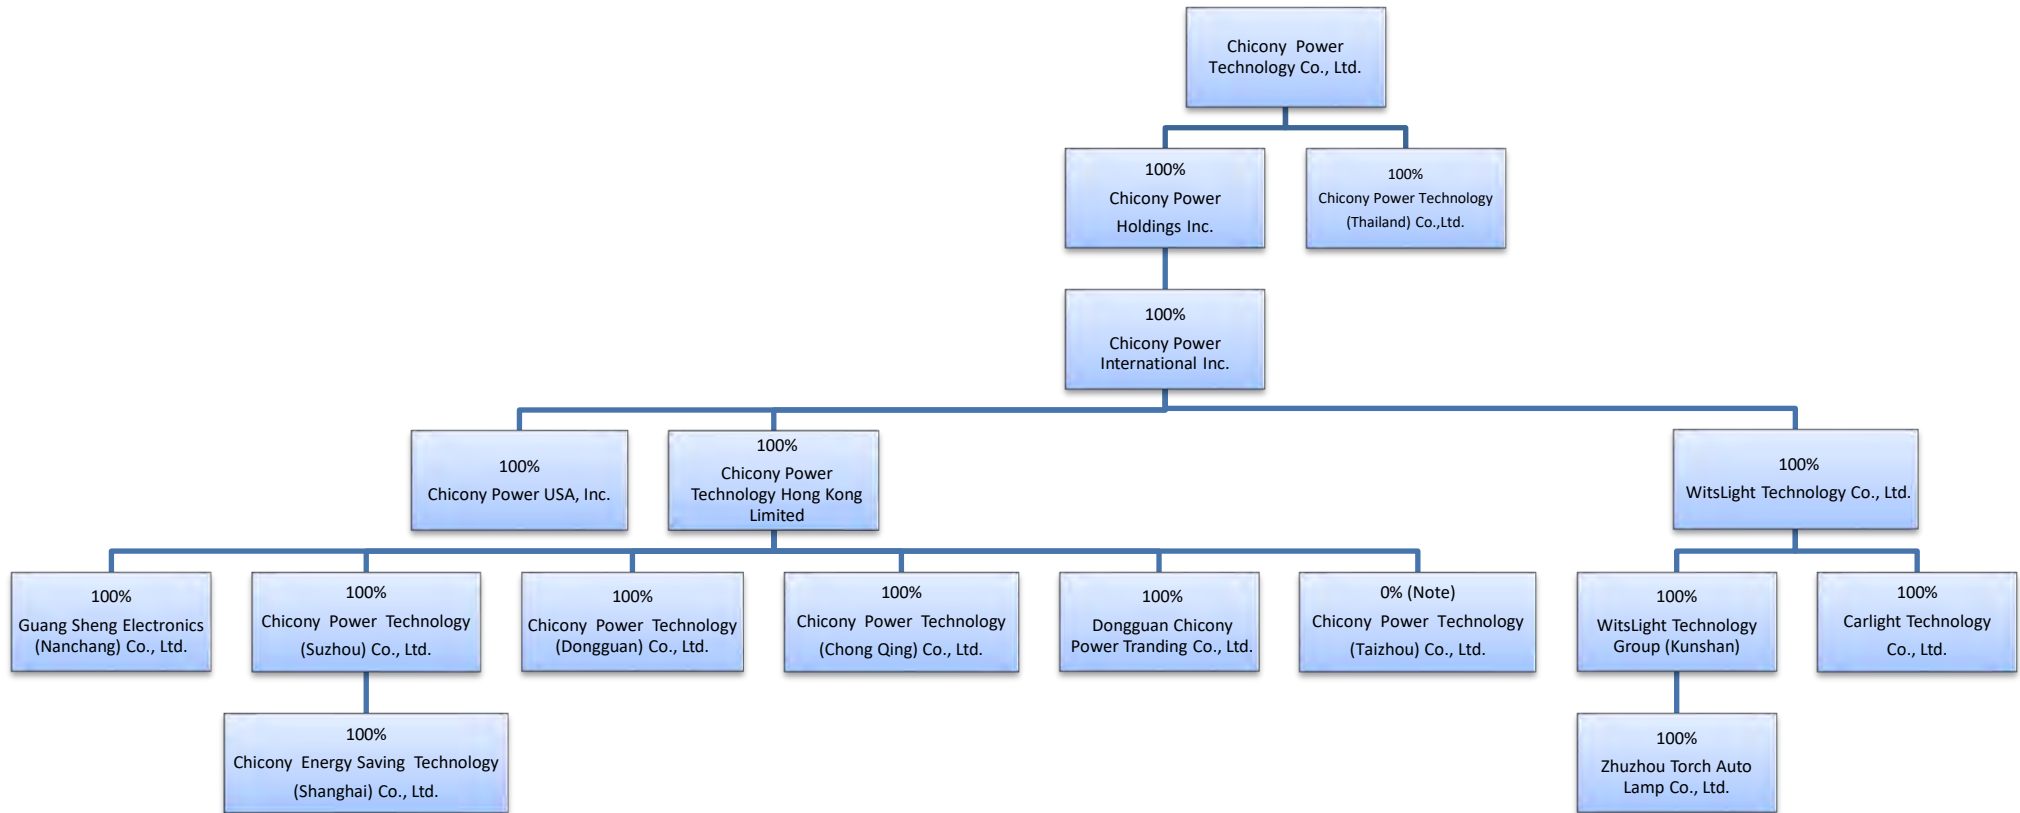 Chicony Power
Technology Co., Ltd.
100%
Chicony Power
Holdings Inc.
100%
Chicony Power Technology
(Thailand) Co.,Ltd.
100%
Chicony Power
International Inc.
100%
Chicony Power USA, Inc.
100%
Chicony Power
Technology Hong Kong
Limited
100%
WitsLight Technology Co., Ltd.
100%
Guang Sheng Electronics
(Nanchang) Co., Ltd.
100%
Chicony Power Technology
(Suzhou) Co., Ltd.
100%
Chicony Power Technology
(Dongguan) Co., Ltd.
100%
Chicony Power Technology
(Chong Qing) Co., Ltd.
100%
Dongguan Chicony
Power Tranding Co., Ltd.
0% (Note)
Chicony Power Technology
(Taizhou) Co., Ltd.
100%
WitsLight Technology
Group (Kunshan)
100%
Carlight Technology
Co., Ltd.
100%
Chicony Energy Saving Technology
(Shanghai) Co., Ltd.
100%
Zhuzhou Torch Auto
Lamp Co., Ltd.